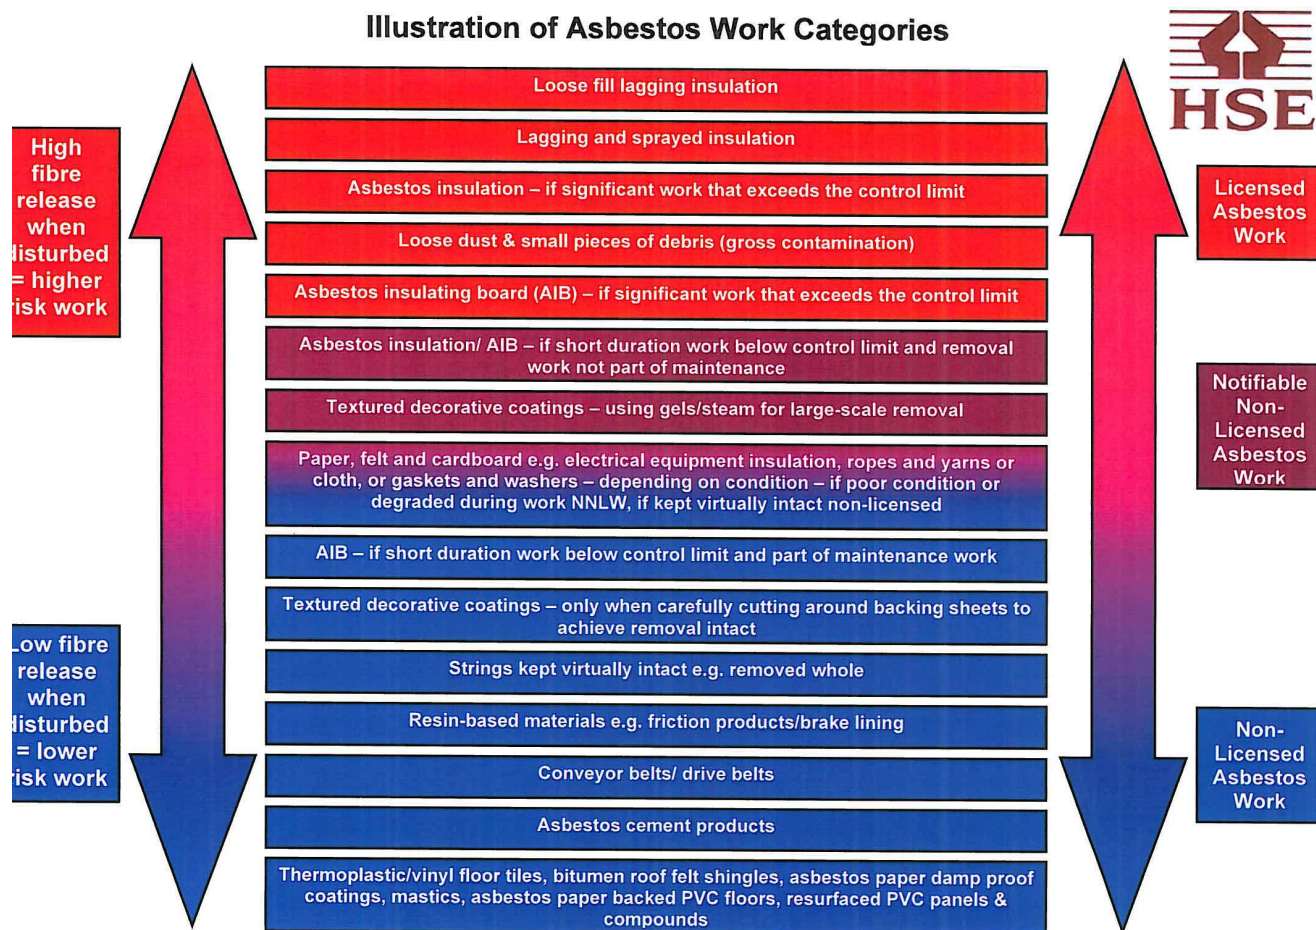 Illustration of Asbestos Work Categories
HSE
High
fibre
release
when
disturbed
= higher
risk work
Low fibre
release
when
disturbed
= lower
risk work
Loose fill lagging insulation
Lagging and sprayed insulation
Asbestos insulation – if significant work that exceeds the control limit
Loose dust & small pieces of debris (gross contamination)
Asbestos insulating board (AIB) – if significant work that exceeds the control limit
Asbestos insulation/ AIB – if short duration work below control limit and removal
work not part of maintenance
Textured decorative coatings – using gels/steam for large-scale removal
Paper, felt and cardboard e.g. electrical equipment insulation, ropes and yarns or
cloth, or gaskets and washers – depending on condition – if poor condition or
degraded during work NNLW, if kept virtually intact non-licensed
AIB – if short duration work below control limit and part of maintenance work
Textured decorative coatings – only when carefully cutting around backing sheets to
achieve removal intact
Strings kept virtually intact e.g. removed whole
Resin-based materials e.g. friction products/brake lining
Conveyor belts/ drive belts
Asbestos cement products
Thermoplastic/vinyl floor tiles, bitumen roof felt shingles, asbestos paper damp proof
coatings, mastics, asbestos paper backed PVC floors, resurfaced PVC panels &
compounds
Licensed
Asbestos
Work
Notifiable
Non-
Licensed
Asbestos
Work
Non-
Licensed
Asbestos
Work